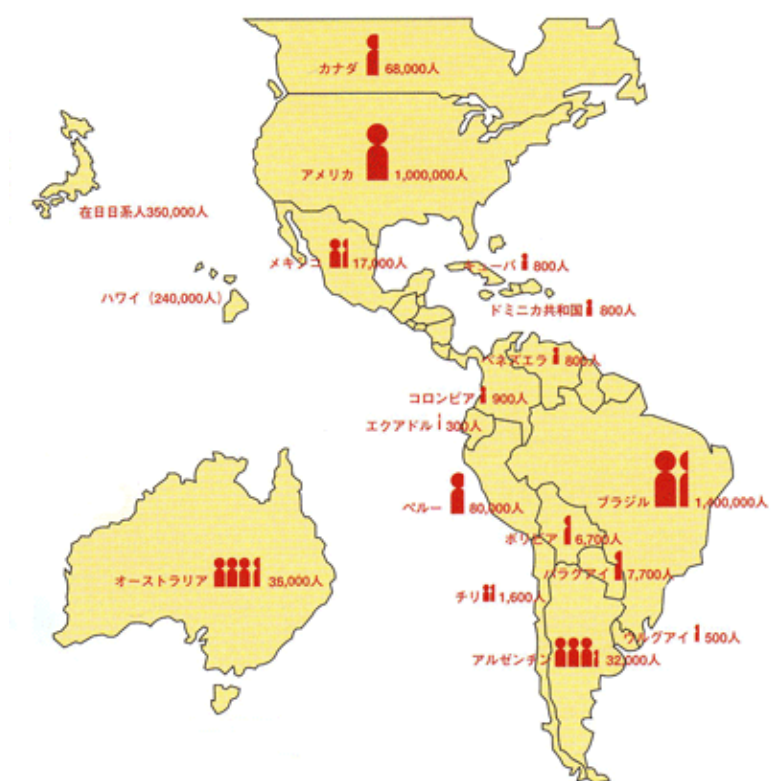 カナダ 68,000人
アメリカ 1,000,000人
在日日系人350,000人
メキシコ 17,000人
キューバ 800人
ハワイ（240,000人）
ドミニカ共和国 800人
ベネズエラ 800人
コロンビア 900人
エクアドル 300人
ペルー 80,000人
ブラジル 1,400,000人
ボリビア 6,700人
パラグアイ 7,700人
オーストラリア 36,000人
チリ 1,600人
ウルグアイ 500人
アルゼンチン 32,000人